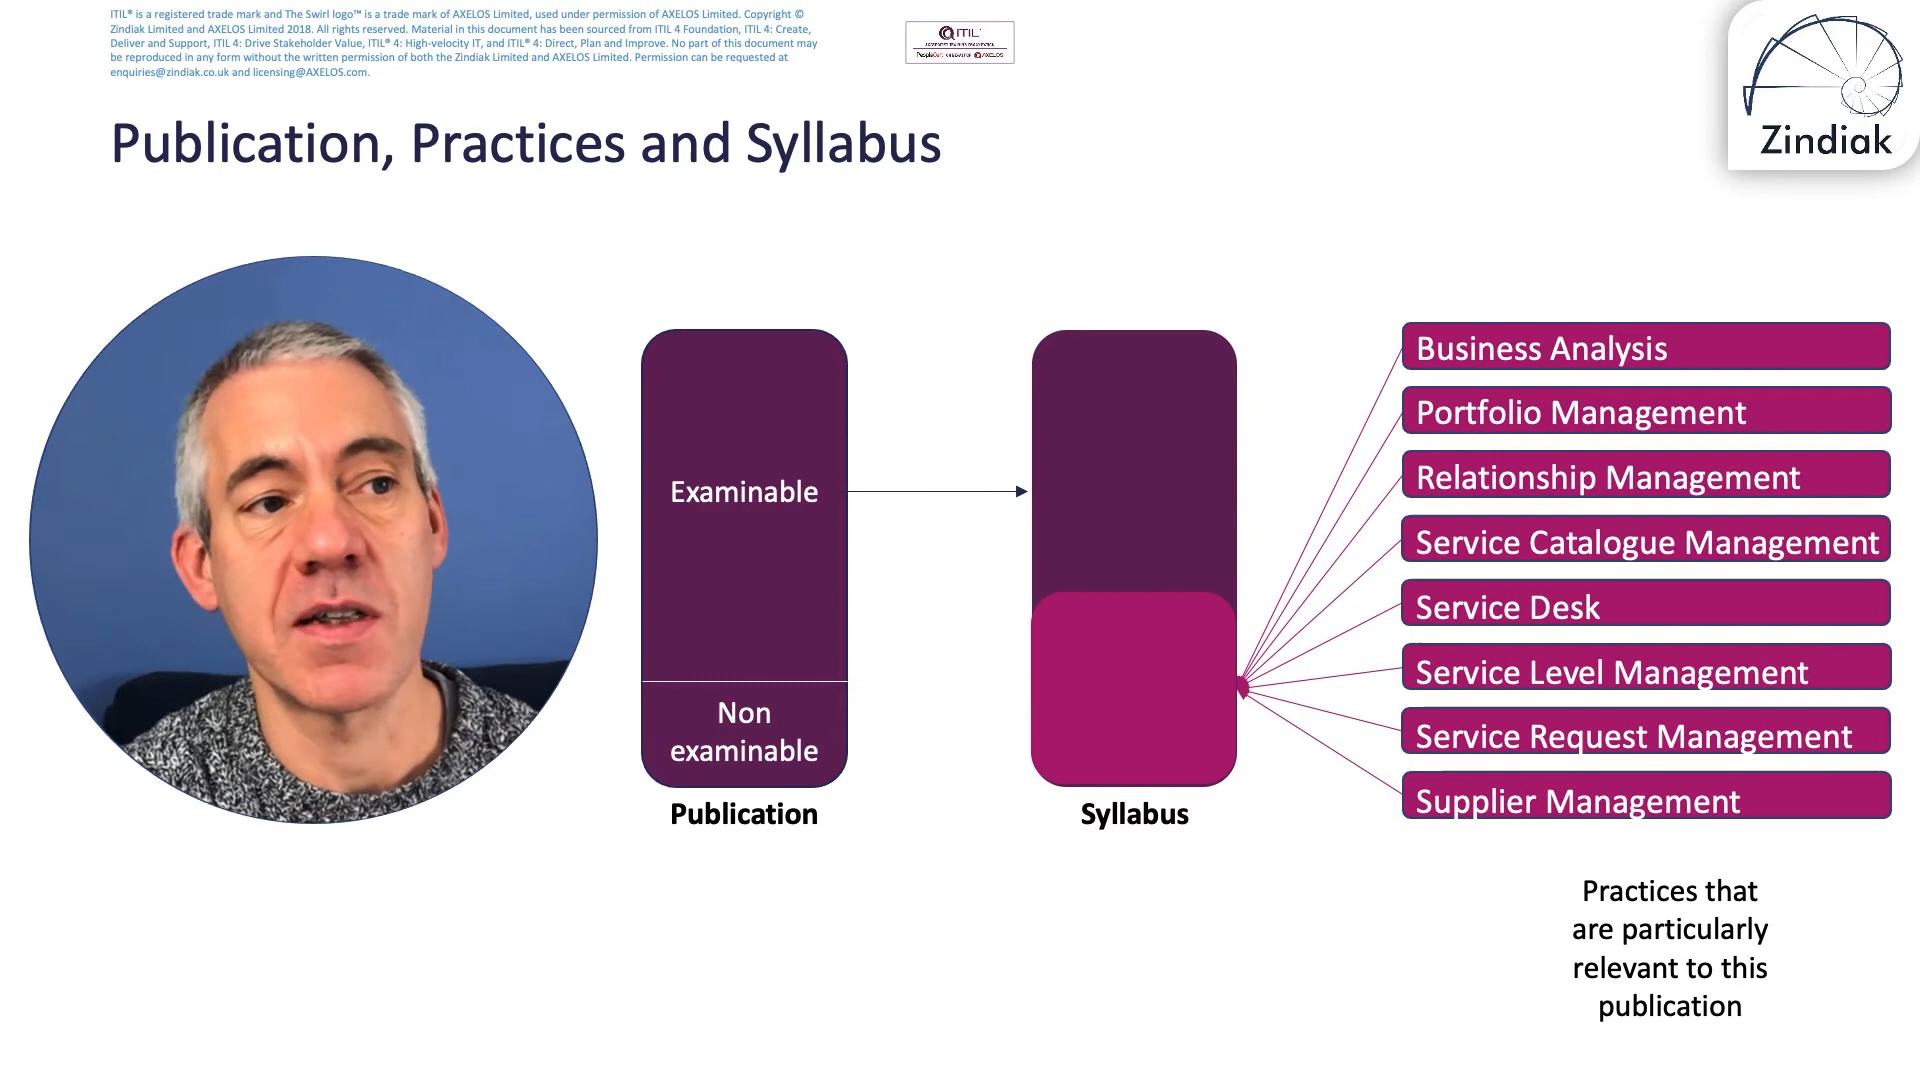 ITIL® is a registered trade mark and The Swirl logo™ is a trade mark of AXELOS Limited, used under permission of AXELOS Limited. Copyright ©
Zindiak Limited and AXELOS Limited 2018. All rights reserved. Material in this document has been sourced from ITIL 4 Foundation, ITIL 4: Create,
Deliver and Support, ITIL 4: Drive Stakeholder Value, ITIL® 4: High-velocity IT, and ITIL® 4: Direct, Plan and Improve. No part of this document may
be reproduced in any form without the written permission of both the Zindiak Limited and AXELOS Limited. Permission can be requested at
enquiries@zindiak.co.uk and licensing@AXELOS.com.
ITIL
PeopleCert AXELOS
Zindiak
Publication, Practices and Syllabus
Examinable
Non
examinable
Publication
Syllabus
Business Analysis
Portfolio Management
Relationship Management
Service Catalogue Management
Service Desk
Service Level Management
Service Request Management
Supplier Management
Practices that
are particularly
relevant to this
publication